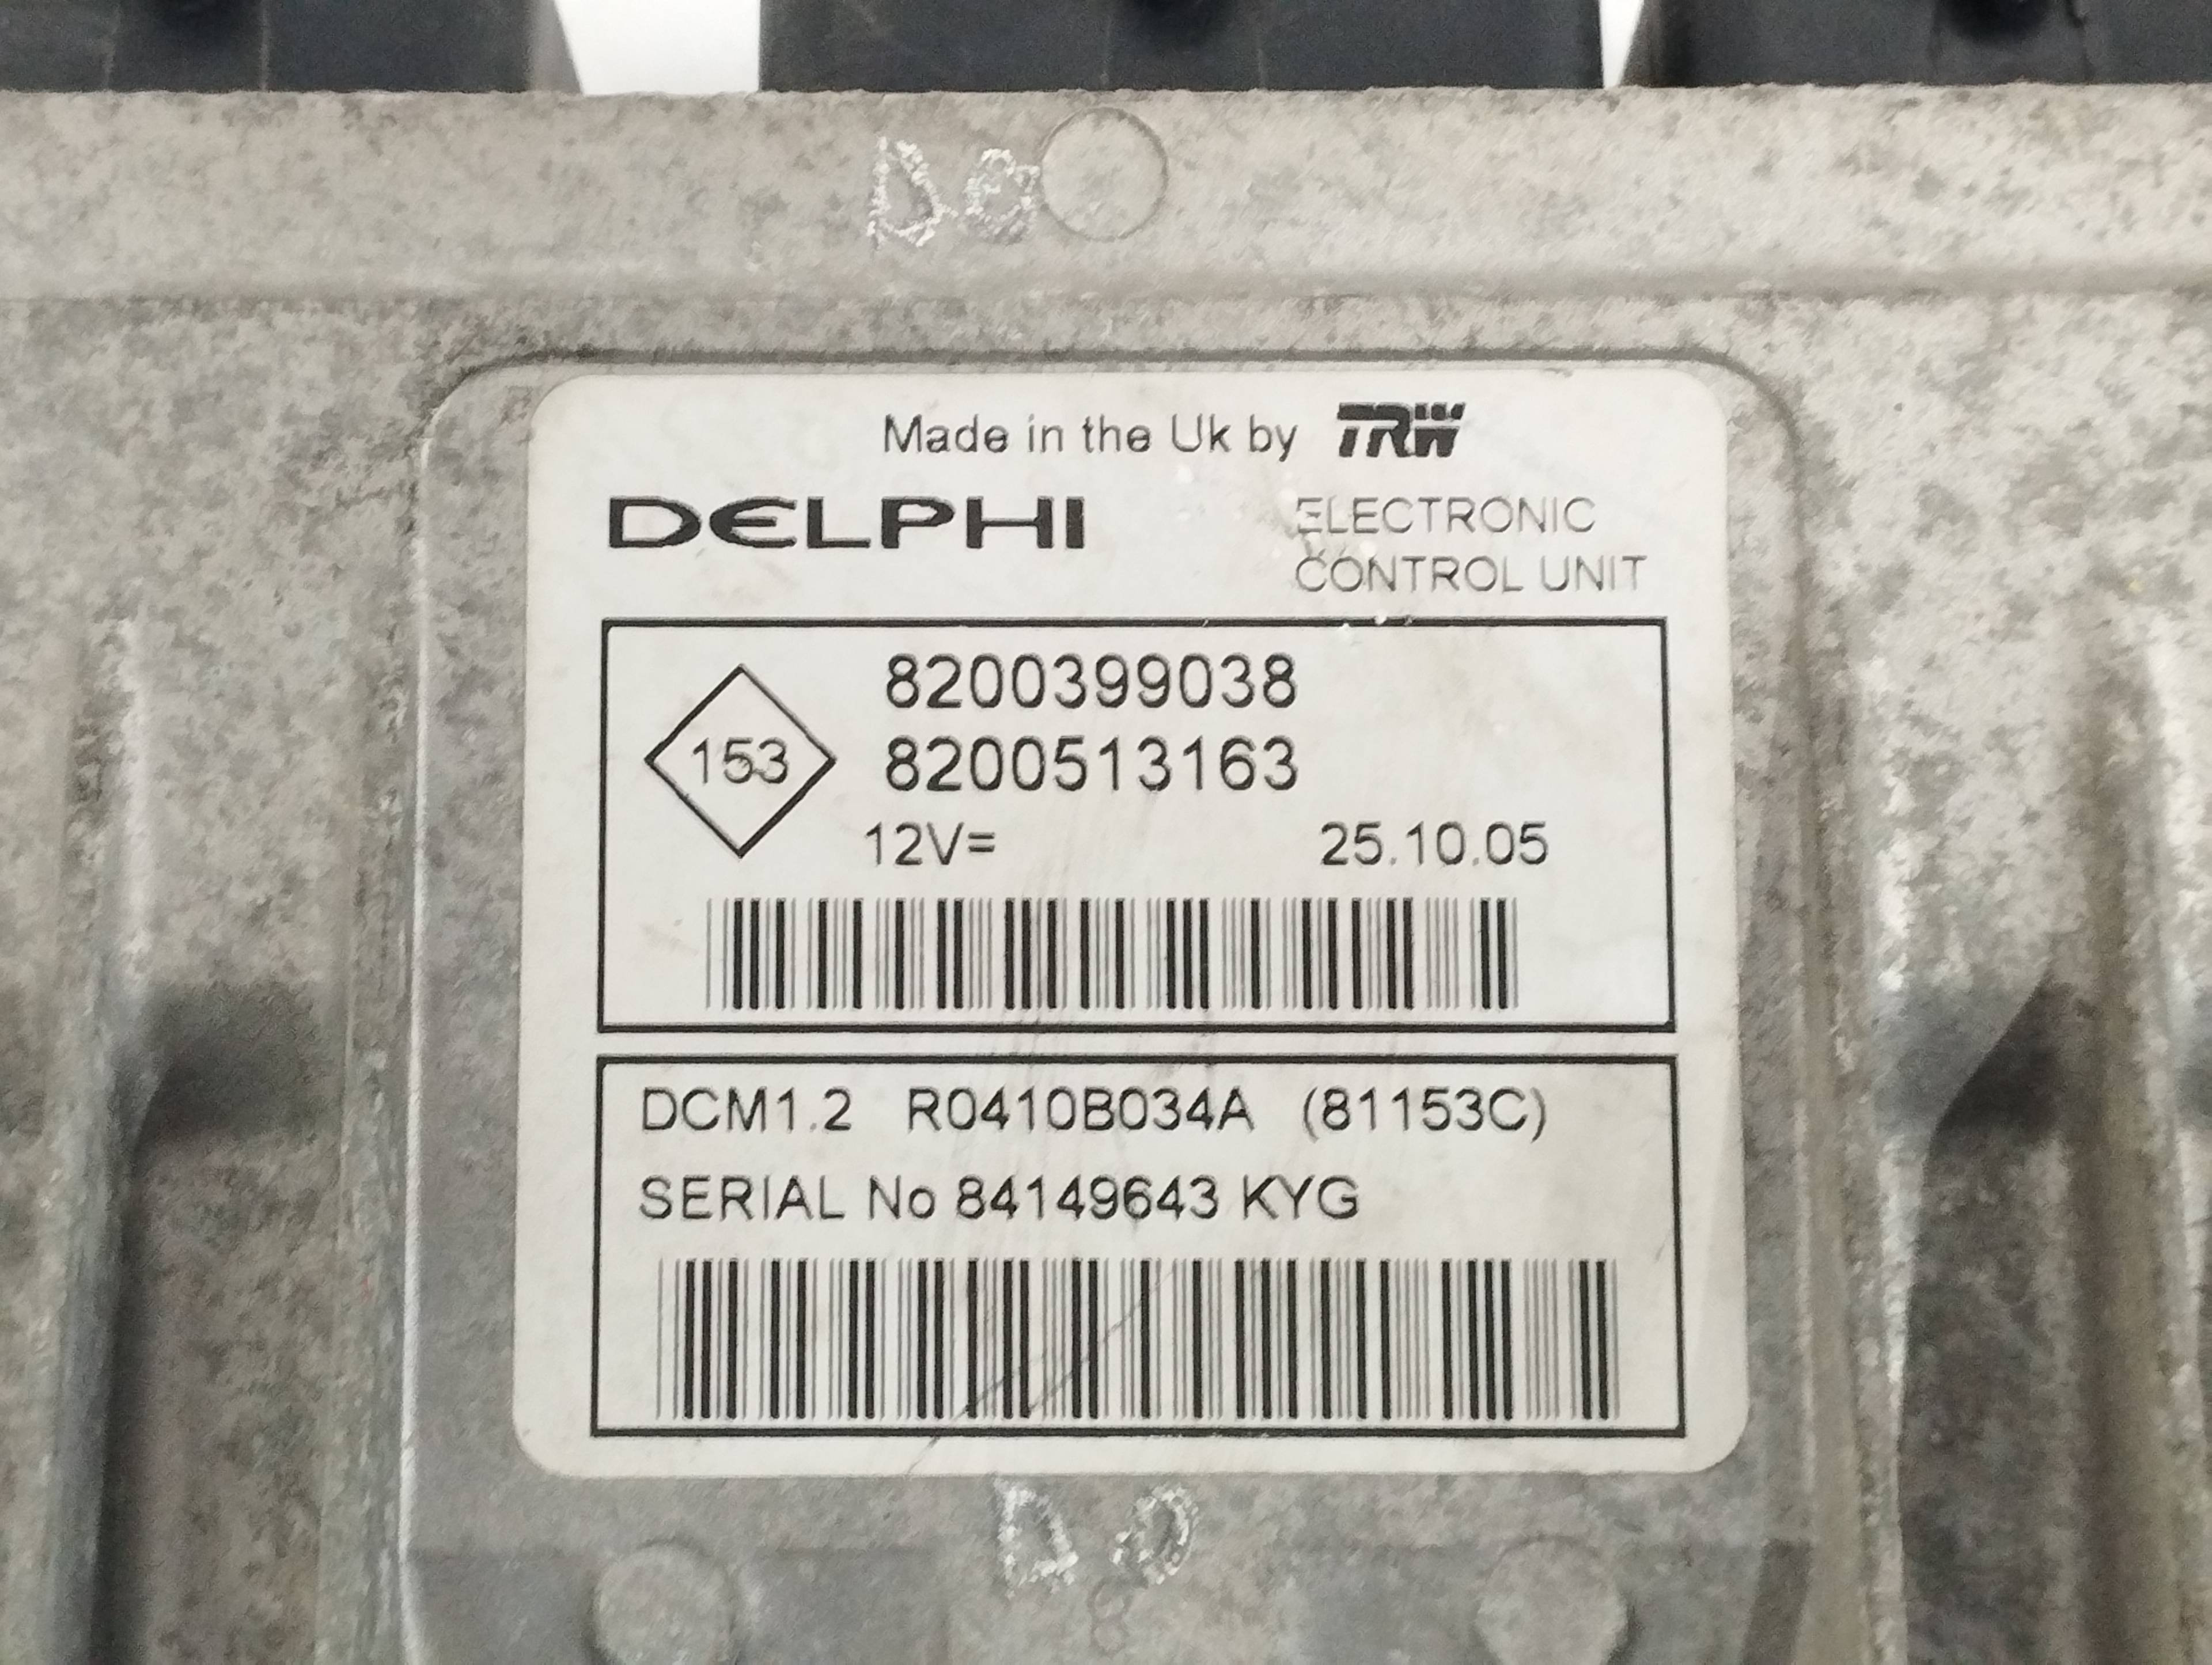 Made in the Uk by TRW
DELPHI
ELECTRONIC
CONTROL UNIT
8200399038
153
8200513163
12V= 25.10.05
DCM1.2 R0410B034A (81153C)
SERIAL No 84149643 KYG